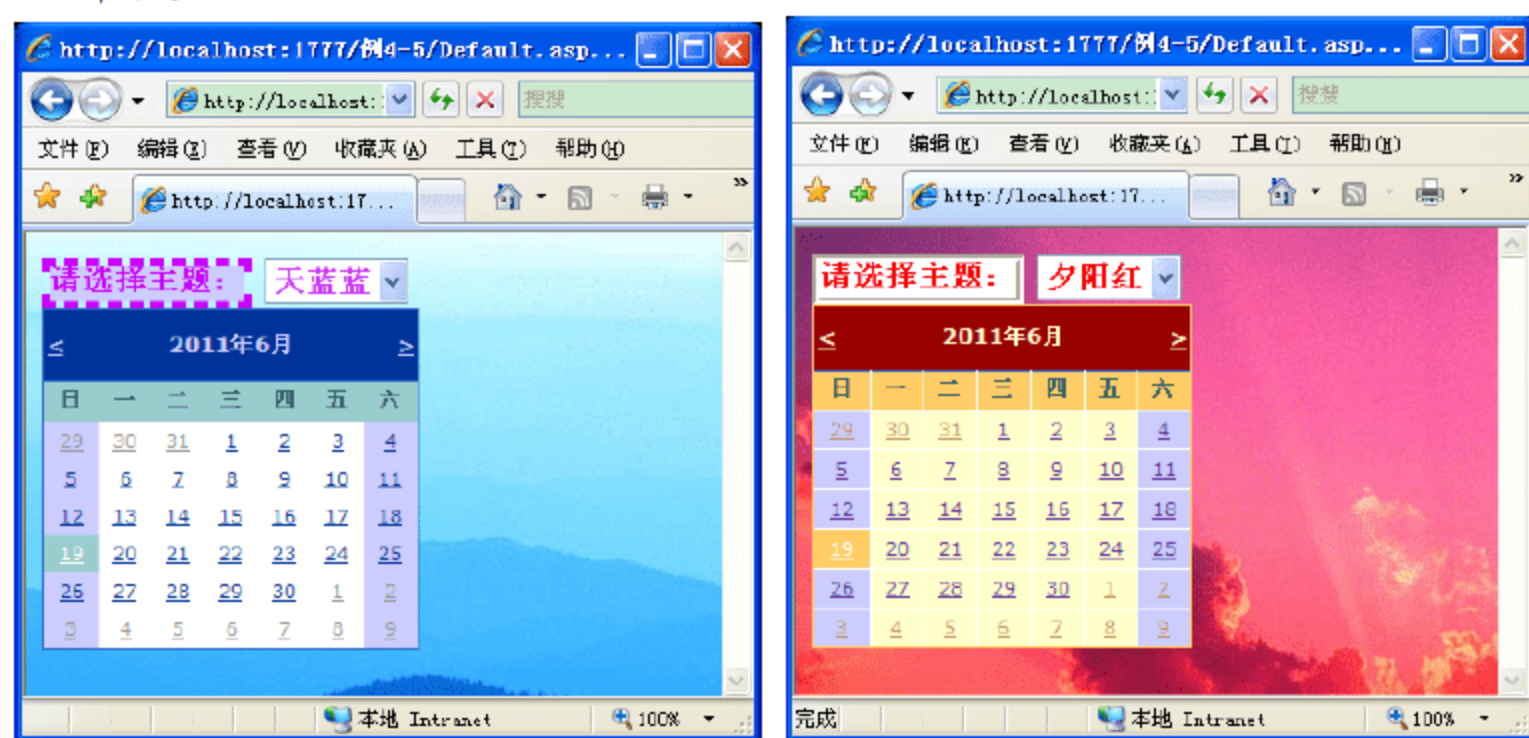 http://localhost:1777/例4-5/Default.asp...
http://localhost:
搜搜
文件(F) 编辑(E) 查看(V) 收藏夹(A) 工具(T) 帮助(H)
http://localhost:17...
»
请选择主题: 天蓝蓝
< 2011年6月 >
日 一 二 三 四 五 六
29 30 31 1 2 3 4
5 6 7 8 9 10 11
12 13 14 15 16 17 18
19 20 21 22 23 24 25
26 27 28 29 30 1 2
3 4 5 6 7 8 9
本地 Intranet 100%
http://localhost:1777/例4-5/Default.asp...
http://localhost:
搜搜
文件(F) 编辑(E) 查看(V) 收藏夹(A) 工具(T) 帮助(H)
http://localhost:17...
»
请选择主题: 夕阳红
< 2011年6月 >
日 一 二 三 四 五 六
29 30 31 1 2 3 4
5 6 7 8 9 10 11
12 13 14 15 16 17 18
19 20 21 22 23 24 25
26 27 28 29 30 1 2
3 4 5 6 7 8 9
完成 本地 Intranet 100%